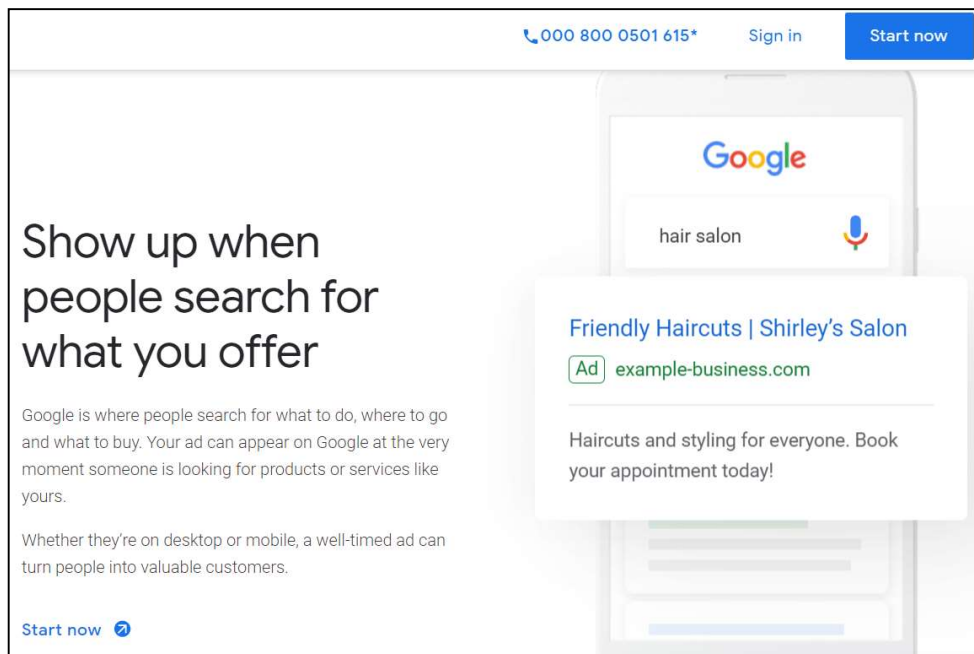 000 800 0501 615* Sign in Start now
Google
hair salon
Show up when
people search for
what you offer
Friendly Haircuts | Shirley's Salon
Ad example-business.com
Haircuts and styling for everyone. Book
your appointment today!
Google is where people search for what to do, where to go
and what to buy. Your ad can appear on Google at the very
moment someone is looking for products or services like
yours.
Whether they're on desktop or mobile, a well-timed ad can
turn people into valuable customers.
Start now